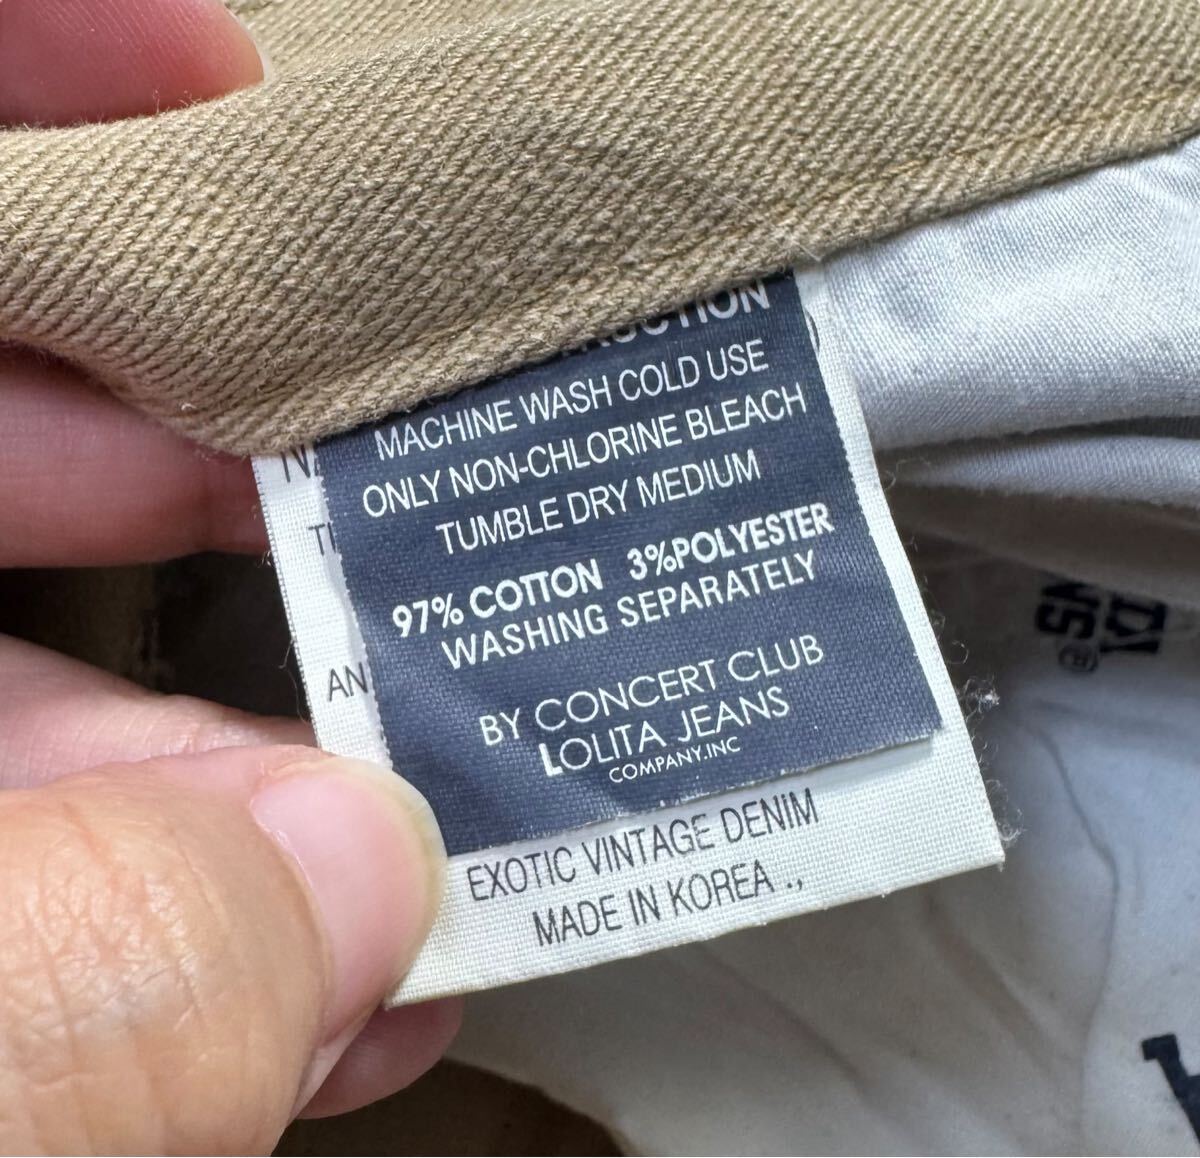 MACHINE WASH COLD USE
ONLY NON-CHLORINE BLEACH
TUMBLE DRY MEDIUM
97% COTTON 3%POLYESTER
WASHING SEPARATELY
BY CONCERT CLUB
LOLITA JEANS
COMPANY.INC
EXOTIC VINTAGE DENIM
MADE IN KOREA .,
AN